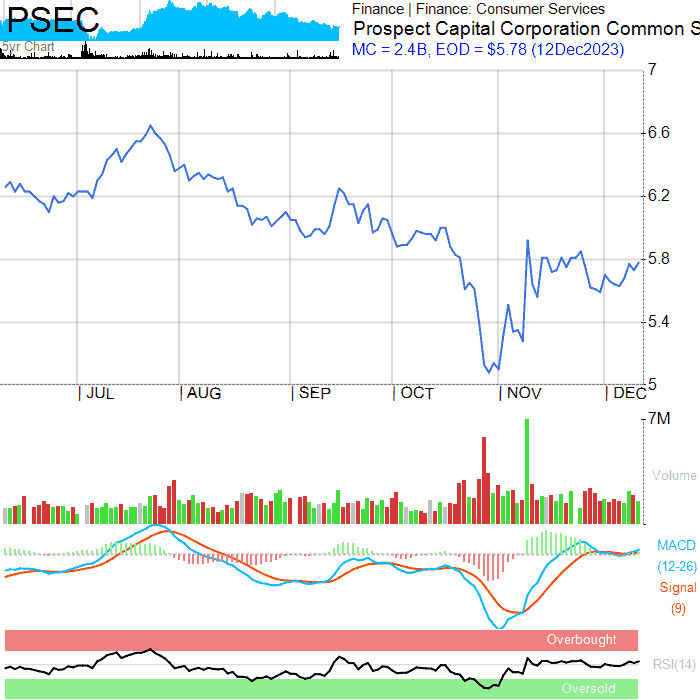 PSEC
5yr Chart
Finance | Finance: Consumer Services
Prospect Capital Corporation Common S
MC = 2.4B, EOD = $5.78 (12Dec2023)
7
6.6
6.2
5.8
5.4
5
JUL AUG SEP OCT NOV DEC
7M
Volume
MACD
(12-26)
Signal
(9)
Overbought
RSI(14)
Oversold